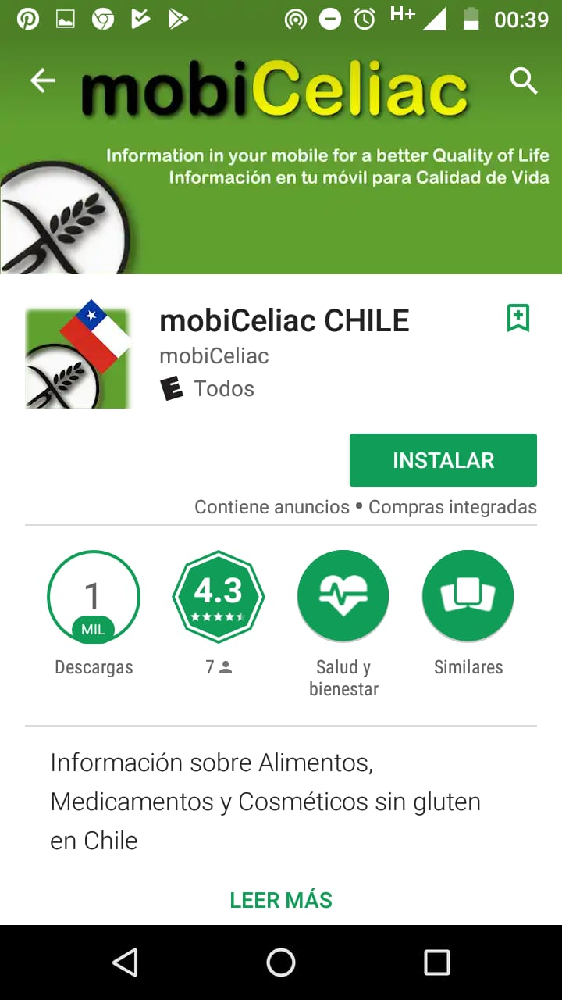 H+ 00:39
mobiCeliac
Information in your mobile for a better Quality of Life
Información en tu móvil para Calidad de Vida
mobiCeliac CHILE
mobiCeliac
E Todos
INSTALAR
Contiene anuncios • Compras integradas
1
MIL
Descargas
4.3
7
Salud y
bienestar
Similares
Información sobre Alimentos,
Medicamentos y Cosméticos sin gluten
en Chile
LEER MÁS